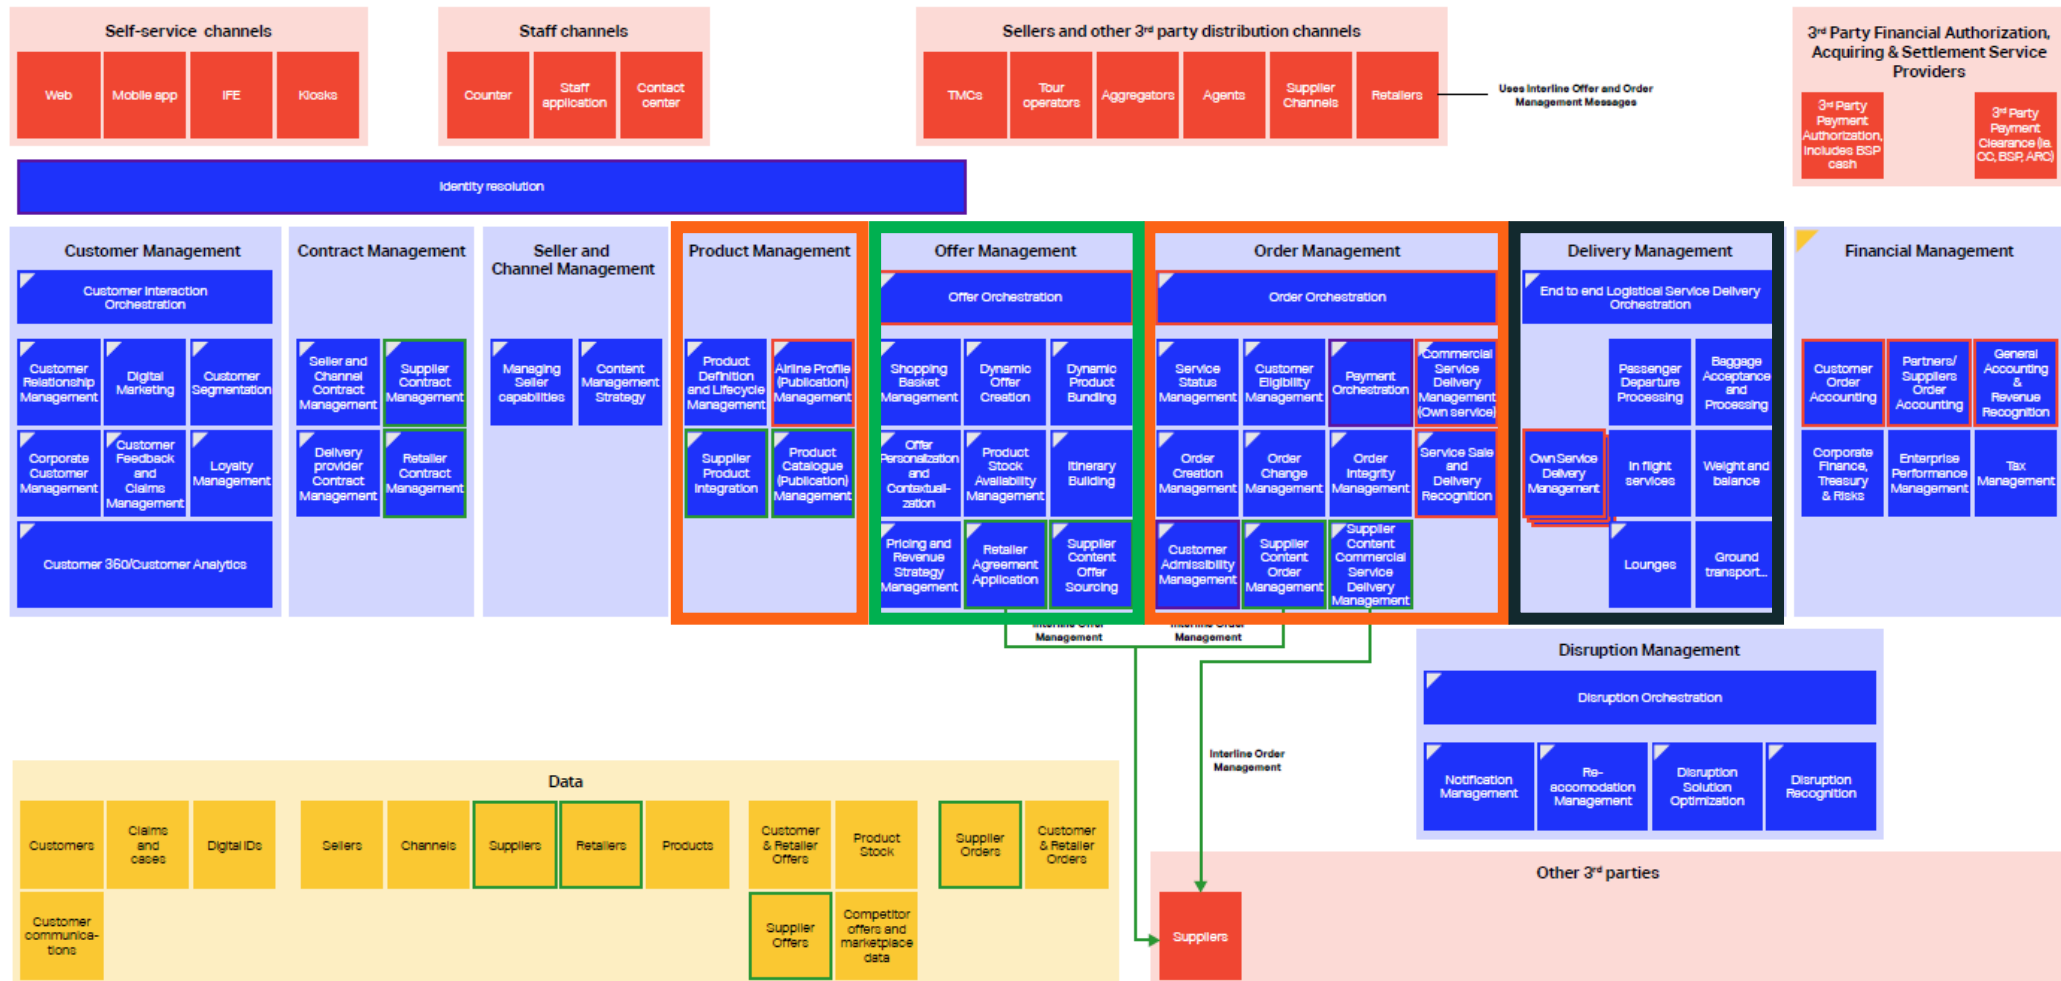 Self-service channels
Web
Mobile app
IFE
Kiosks
Staff channels
Counter
Staff
application
Contact
center
Sellers and other 3rd party distribution channels
TMCs
Tour
operators
Aggregators
Agents
Supplier
Channels
Retailers
Uses Interline Offer and Order
Management Messages
3rd Party Financial Authorization,
Acquiring & Settlement Service
Providers
3rd Party
Payment
Authorization,
includes BSP
cash
3rd Party
Payment
Clearance (ie.
CC, BSP, ARC)
Identity resolution
Customer Management
Customer Interaction
Orchestration
Customer
Relationship
Management
Digital
Marketing
Customer
Segmentation
Corporate
Customer
Management
Customer
Feedback
and
Claims
Management
Loyalty
Management
Customer 360/Customer Analytics
Contract Management
Seller and
Channel
Contract
Management
Supplier
Contract
Management
Delivery
provider
Contract
Management
Retailer
Contract
Management
Seller and
Channel Management
Managing
Seller
capabilities
Content
Management
Strategy
Product Management
Product
Definition
and Lifecycle
Management
Airline Profile
(Publication)
Management
Supplier
Product
Integration
Product
Catalogue
(Publication)
Management
Offer Management
Offer Orchestration
Shopping
Basket
Management
Dynamic
Offer
Creation
Dynamic
Product
Bundling
Offer
Personalization
and
Contextuali-
zation
Product
Stock
Availability
Management
Itinerary
Building
Pricing and
Revenue
Strategy
Management
Retailer
Agreement
Application
Supplier
Content
Offer
Sourcing
Order Management
Order Orchestration
Service
Status
Management
Customer
Eligibility
Management
Payment
Orchestration
Commercial
Service
Delivery
Management
(Own service)
Order
Creation
Management
Order
Change
Management
Order
Integrity
Management
Service Sale
and
Delivery
Recognition
Customer
Admissibility
Management
Supplier
Content
Order
Management
Supplier
Content
Commercial
Service
Delivery
Management
Delivery Management
End to end Logistical Service Delivery
Orchestration
Passenger
Departure
Processing
Baggage
Acceptance
and
Processing
Own Service
Delivery
Management
In flight
services
Weight and
balance
Lounges
Ground
transport...
Financial Management
Customer
Order
Accounting
Partners/
Suppliers
Order
Accounting
General
Accounting
&
Revenue
Recognition
Corporate
Finance,
Treasury
& Risks
Enterprise
Performance
Management
Tax
Management
Interline Offer
Management
Interline Order
Management
Interline Order
Management
Disruption Management
Disruption Orchestration
Notification
Management
Re-
accomodation
Management
Disruption
Solution
Optimization
Disruption
Recognition
Data
Customers
Claims
and
cases
Digital IDs
Sellers
Channels
Suppliers
Retailers
Products
Customer
& Retailer
Offers
Product
Stock
Supplier
Orders
Customer
& Retailer
Orders
Customer
communica-
tions
Supplier
Offers
Competitor
offers and
marketplace
data
Other 3rd parties
Suppliers